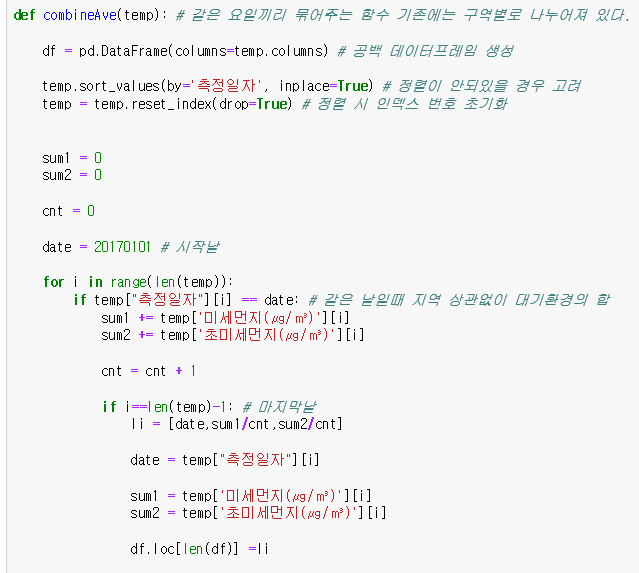 def combineAve(temp): # 같은 요일끼리 묶어주는 함수 기존에는 구역별로 나누어져 있다.
df = pd.DataFrame(columns=temp.columns) # 공백 데이터프레임 생성
temp.sort_values(by='측정일자', inplace=True) # 정렬이 안되있을 경우 고려
temp = temp.reset_index(drop=True) # 정렬 시 인덱스 번호 초기화
sum1 = 0
sum2 = 0
cnt = 0
date = 20170101 # 시작날
for i in range(len(temp)):
if temp["측정일자"][i] == date: # 같은 날일때 지역 상관없이 대기환경의 합
sum1 += temp['미세먼지(㎍/㎥)'][i]
sum2 += temp['초미세먼지(㎍/㎥)'][i]
cnt = cnt + 1
if i==len(temp)-1: # 마지막날
li = [date,sum1/cnt,sum2/cnt]
date = temp["측정일자"][i]
sum1 = temp['미세먼지(㎍/㎥)'][i]
sum2 = temp['초미세먼지(㎍/㎥)'][i]
df.loc[len(df)] =li